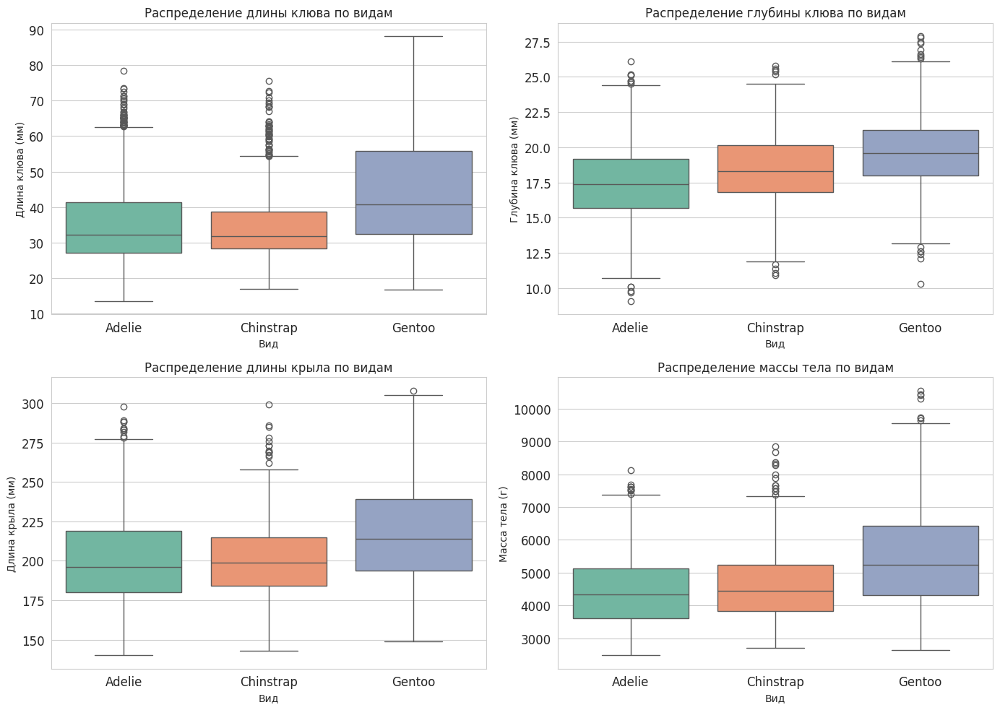 Распределение длины клюва по видам
Длина клюва (мм)
90
80
70
60
50
40
30
20
10
Adelie Chinstrap Gentoo
Вид
Распределение глубины клюва по видам
Глубина клюва (мм)
27.5
25.0
22.5
20.0
17.5
15.0
12.5
10.0
Adelie Chinstrap Gentoo
Вид
Распределение длины крыла по видам
Длина крыла (мм)
300
275
250
225
200
175
150
Adelie Chinstrap Gentoo
Вид
Распределение массы тела по видам
Масса тела (г)
10000
9000
8000
7000
6000
5000
4000
3000
Adelie Chinstrap Gentoo
Вид